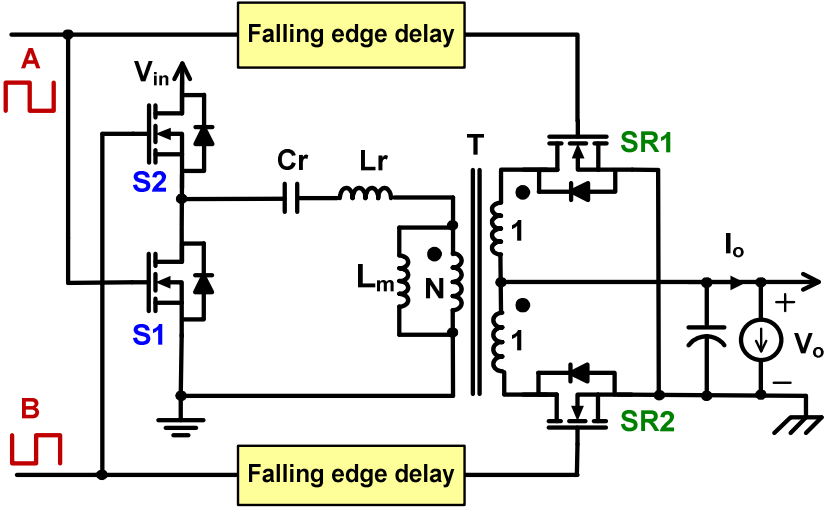 Falling edge delay
A
Vin
S2
Cr
Lr
T
SR1
1
Io
Lm
N
S1
1
+
Vo
−
B
SR2
Falling edge delay